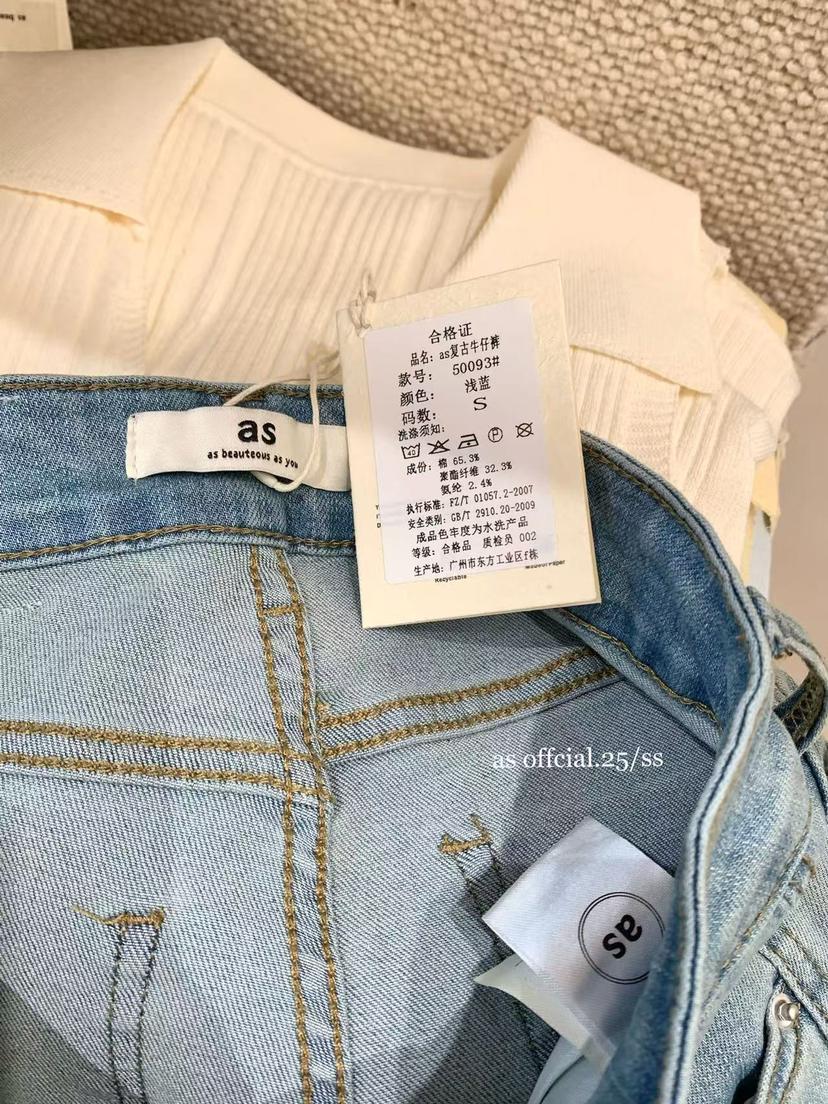 as beau
合格证
品名：as复古牛仔裤
款号： 50093#
颜色： 浅蓝
码数： S
洗涤须知：
成份：棉 65.3%
聚酯纤维 32.3%
氨纶 2.4%
执行标准：FZ/T 01057.2-2007
安全类别：GB/T 2910.20-2009
成品色牢度为水洗产品
等级：合格品 质检员 002
生产地：广州市东方工业区f栋
Recyclable
as
as beauteous as you
as offcial.25/ss
as